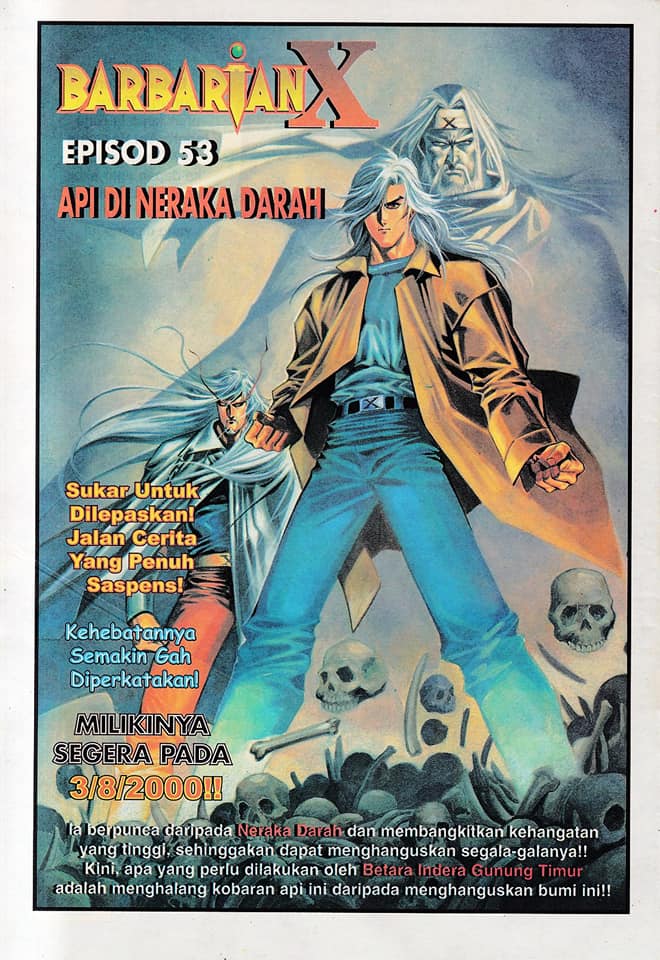 BARBARIAN X
EPISOD 53
API DI NERAKA DARAH
X
X
Sukar Untuk
Dilepaskan!
Jalan Cerita
Yang Penuh
Saspens!
Kehebatannya
Semakin Gah
Diperkatakan!
MILIKINYA
SEGERA PADA
3/8/2000!!
Ia berpunca daripada Neraka Darah dan membangkitkan kehangatan
yang tinggi, sehinggakan dapat menghanguskan segala-galanya!!
Kini, apa yang perlu dilakukan oleh Betara Indera Gunung Timur
adalah menghalang kobaran api ini daripada menghanguskan bumi ini!!